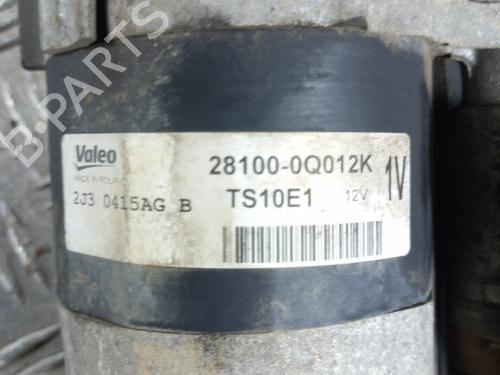 B-PARTS
Valeo
MADE IN POLAND
2J3 0415AG B
28100-0Q012K
TS10E1 12V
1V